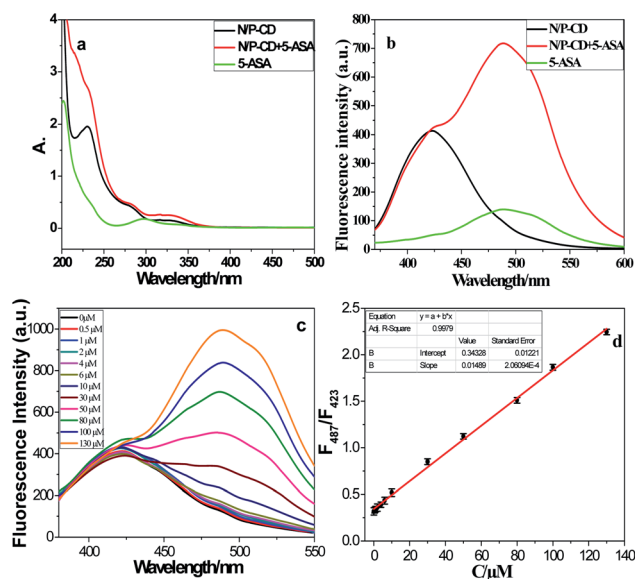 a
N/P-CD
N/P-CD+5-ASA
5-ASA
4
3
2
1
0
A.
200 250 300 350 400 450 500
Wavelength/nm
b
N/P-CD
N/P-CD+5-ASA
5-ASA
800
700
600
500
400
300
200
100
0
Fluorescence intensity (a.u.)
400 450 500 550 600
Wavelength/nm
c
0μM
0.5 μM
1 μM
2 μM
4 μM
6 μM
10 μM
30 μM
50 μM
80 μM
100 μM
130 μM
1000
800
600
400
200
0
Fluorescence Intensity (a.u.)
400 450 500 550
Wavelength/nm
d
Equation y = a + b*x
Adj. R-Square 0.9979
Value Standard Error
B Intercept 0.34328 0.01221
B Slope 0.01489 2.06094E-4
2.5
2.0
1.5
1.0
0.5
0.0
F487/F423
0 20 40 60 80 100 120 140
C/μM